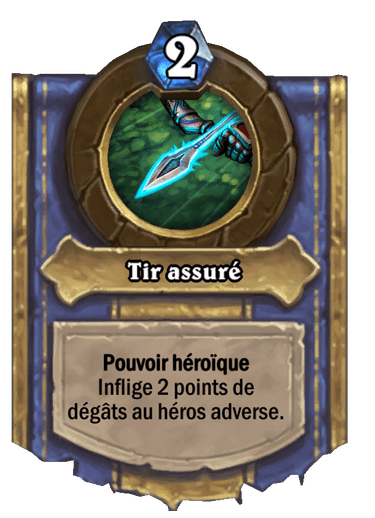 2
Tir assuré
Pouvoir héroïque
Inflige 2 points de
dégâts au héros adverse.